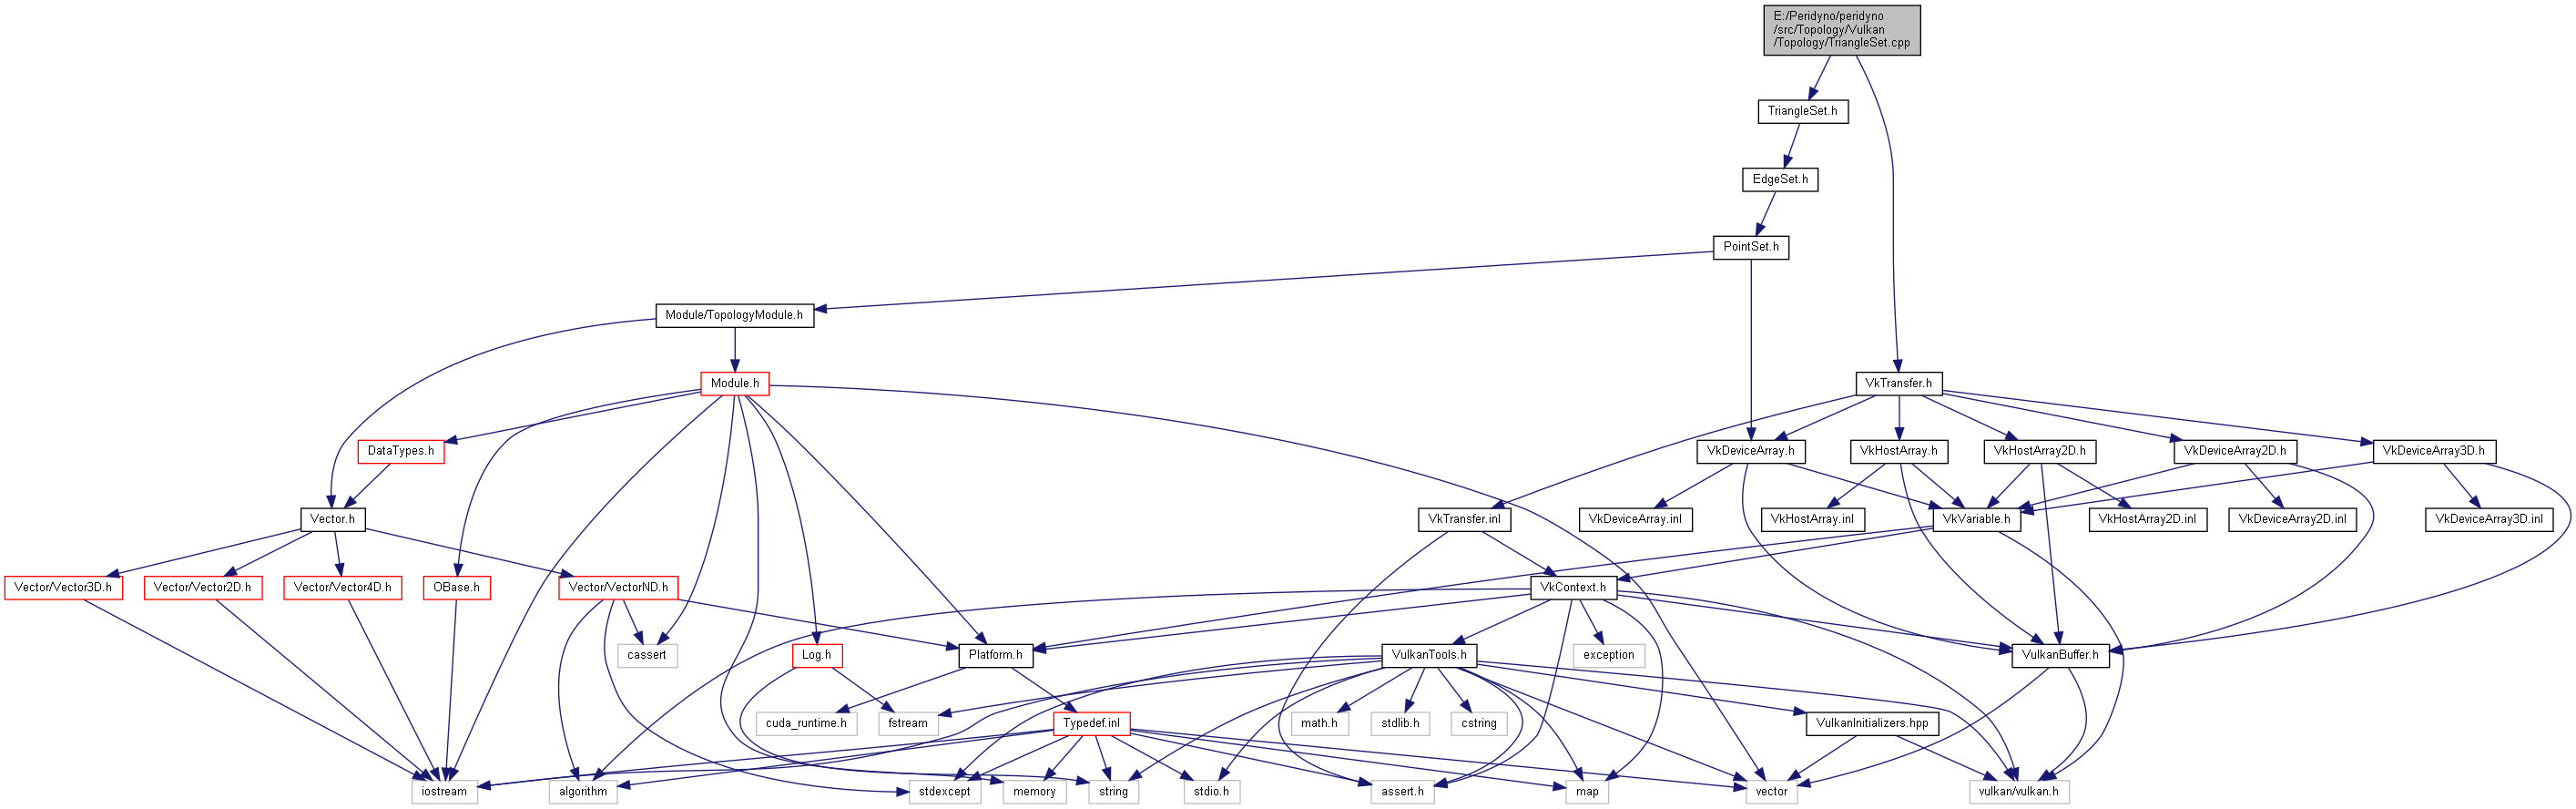 E:/Peridyno/peridyno
/src/Topology/Vulkan
/Topology/TriangleSet.cpp
TriangleSet.h
EdgeSet.h
PointSet.h
Module/TopologyModule.h
Module.h
VkTransfer.h
DataTypes.h
VkDeviceArray.h
VkHostArray.h
VkHostArray2D.h
VkDeviceArray2D.h
VkDeviceArray3D.h
Vector.h
VkTransfer.inl
VkDeviceArray.inl
VkHostArray.inl
VkVariable.h
VkHostArray2D.inl
VkDeviceArray2D.inl
VkDeviceArray3D.inl
Vector/Vector3D.h
Vector/Vector2D.h
Vector/Vector4D.h
OBase.h
Vector/VectorND.h
VkContext.h
cassert
Log.h
Platform.h
VulkanTools.h
exception
VulkanBuffer.h
cuda_runtime.h
fstream
Typedef.inl
math.h
stdlib.h
cstring
VulkanInitializers.hpp
iostream
algorithm
stdexcept
memory
string
stdio.h
assert.h
map
vector
vulkan/vulkan.h